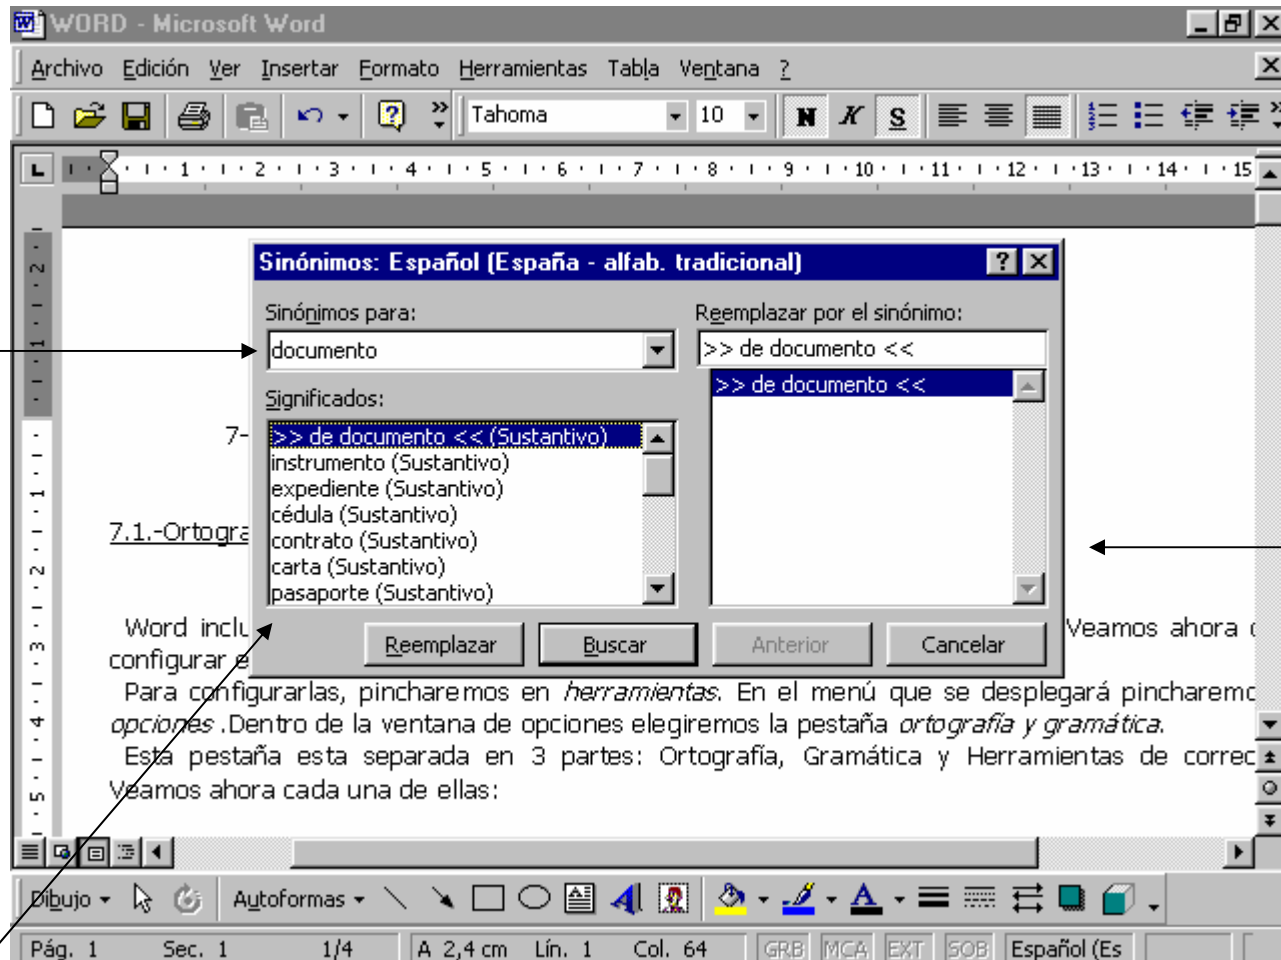 WORD - Microsoft Word
Archivo Edición Ver Insertar Formato Herramientas Tabla Ventana ?
Tahoma 10 N K S
1 2 3 4 5 6 7 8 9 10 11 12 13 14 15
2 1 1 2 3 4 5
Sinónimos: Español (España - alfab. tradicional)
Sinónimos para:
documento
Significados:
>> de documento << (Sustantivo)
instrumento (Sustantivo)
expediente (Sustantivo)
cédula (Sustantivo)
contrato (Sustantivo)
carta (Sustantivo)
pasaporte (Sustantivo)
Reemplazar por el sinónimo:
>> de documento <<
>> de documento <<
Reemplazar Buscar Anterior Cancelar
7-
7.1.-Ortogra
Word inclu Veamos ahora
configurar e
Para configurarlas, pincharemos en herramientas. En el menú que se desplegará pincharemo
opciones .Dentro de la ventana de opciones elegiremos la pestaña ortografía y gramática.
Esta pestaña esta separada en 3 partes: Ortografía, Gramática y Herramientas de correc
Veamos ahora cada una de ellas:
Dibujo Autoformas
Pág. 1 Sec. 1 1/4 A 2,4 cm Lín. 1 Col. 64 GRB MCA EXT SOB Español (Es